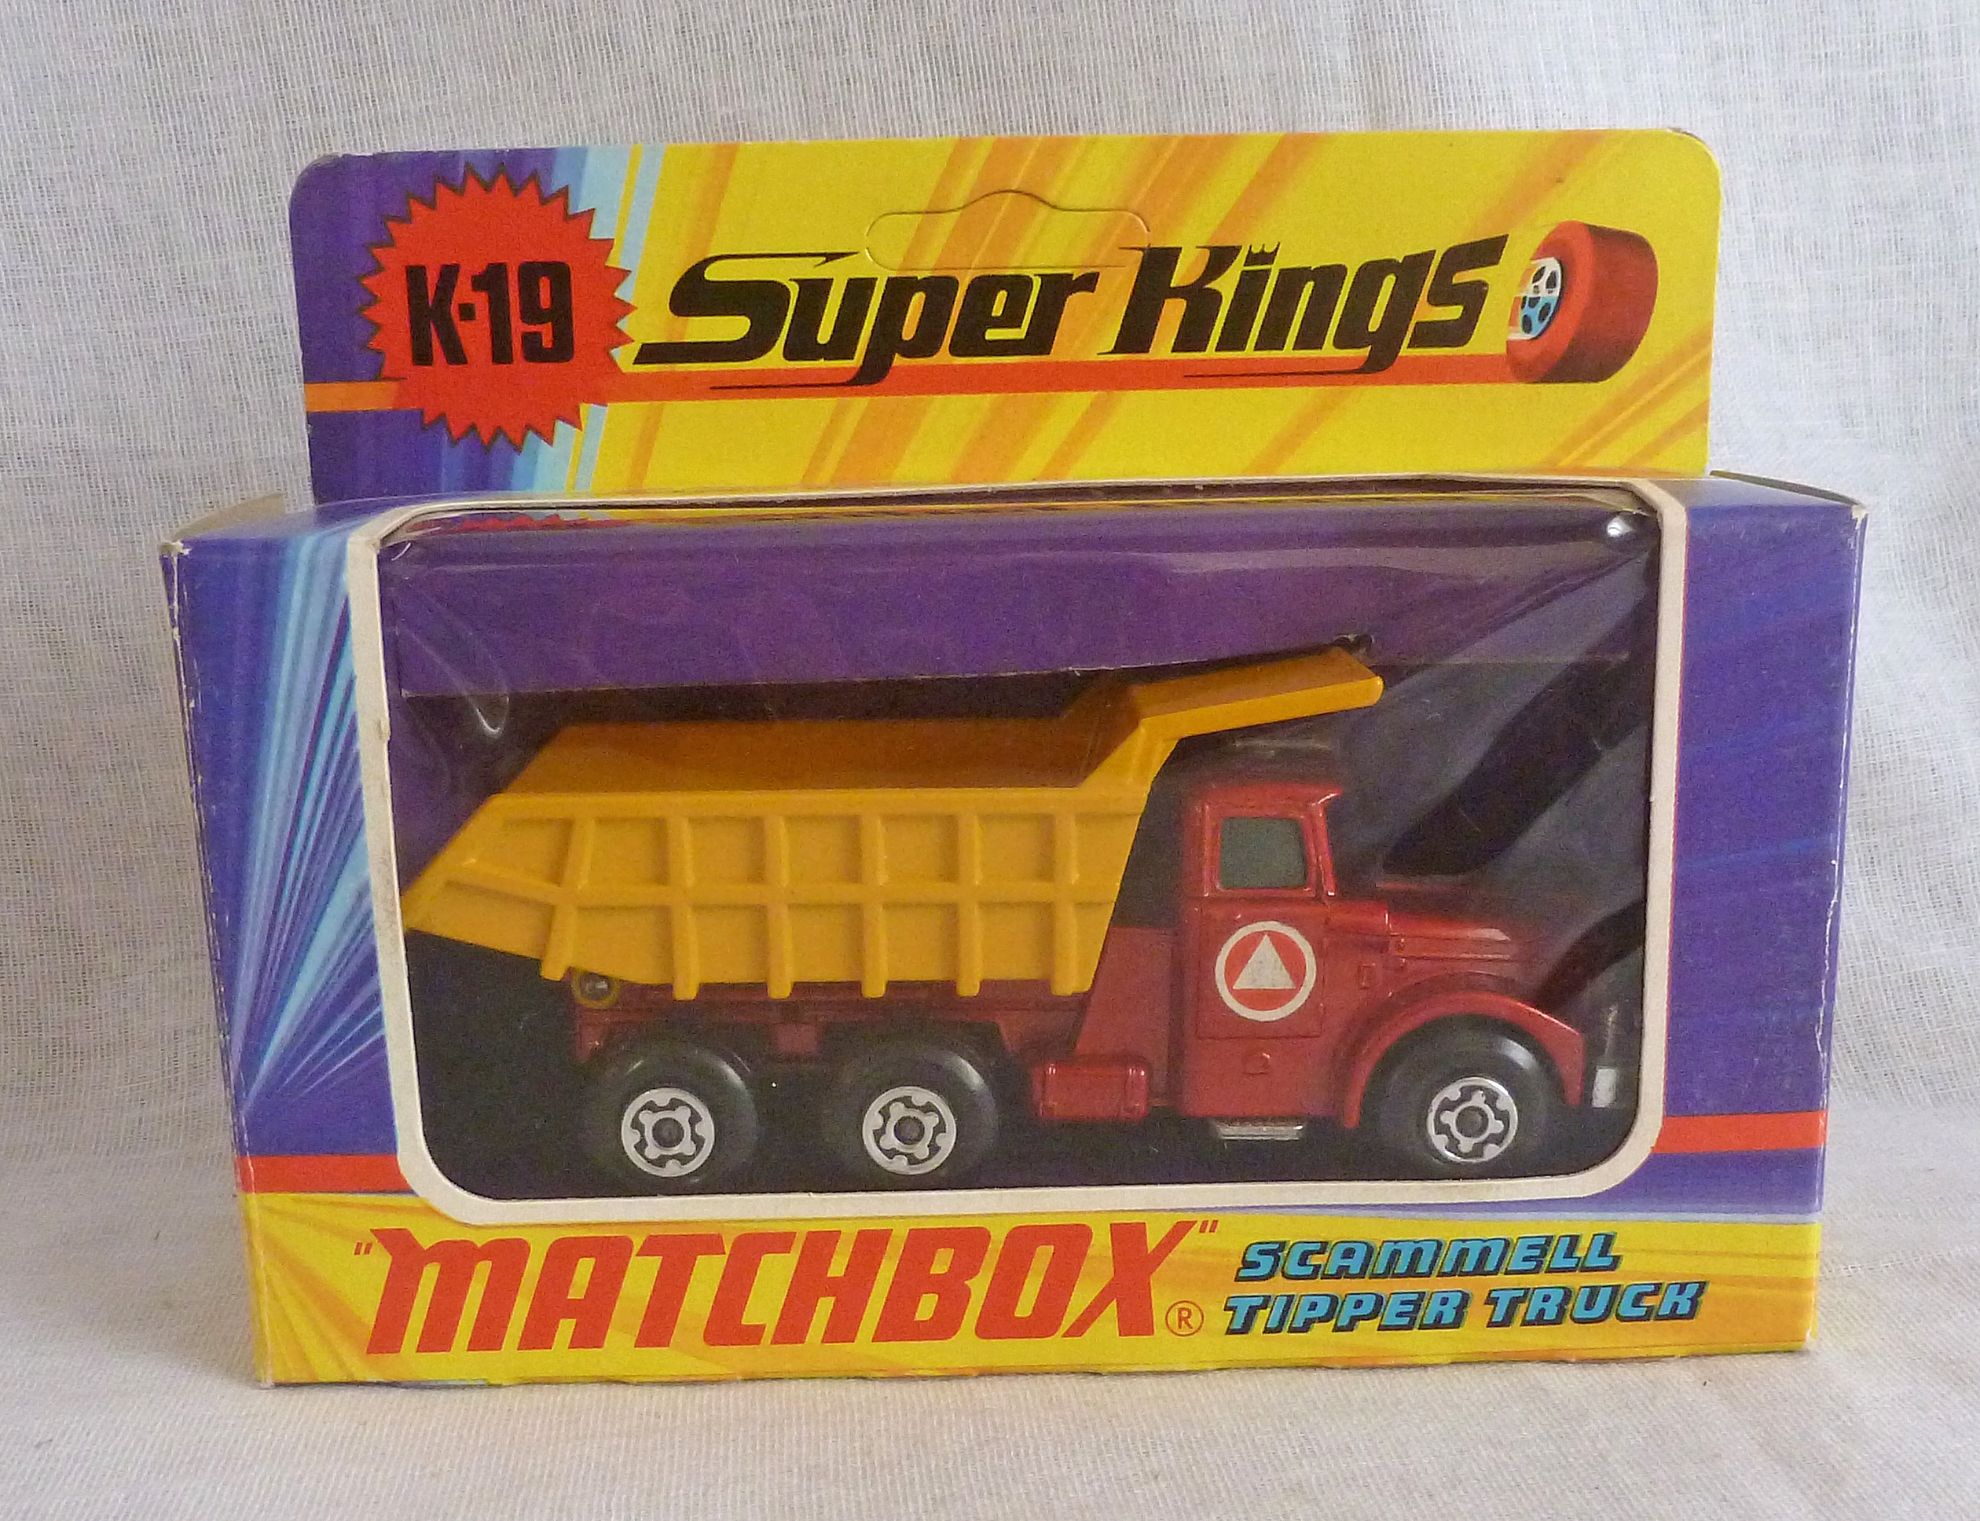 K-19
Super Kings
"MATCHBOX"®
SCAMMELL
TIPPER TRUCK